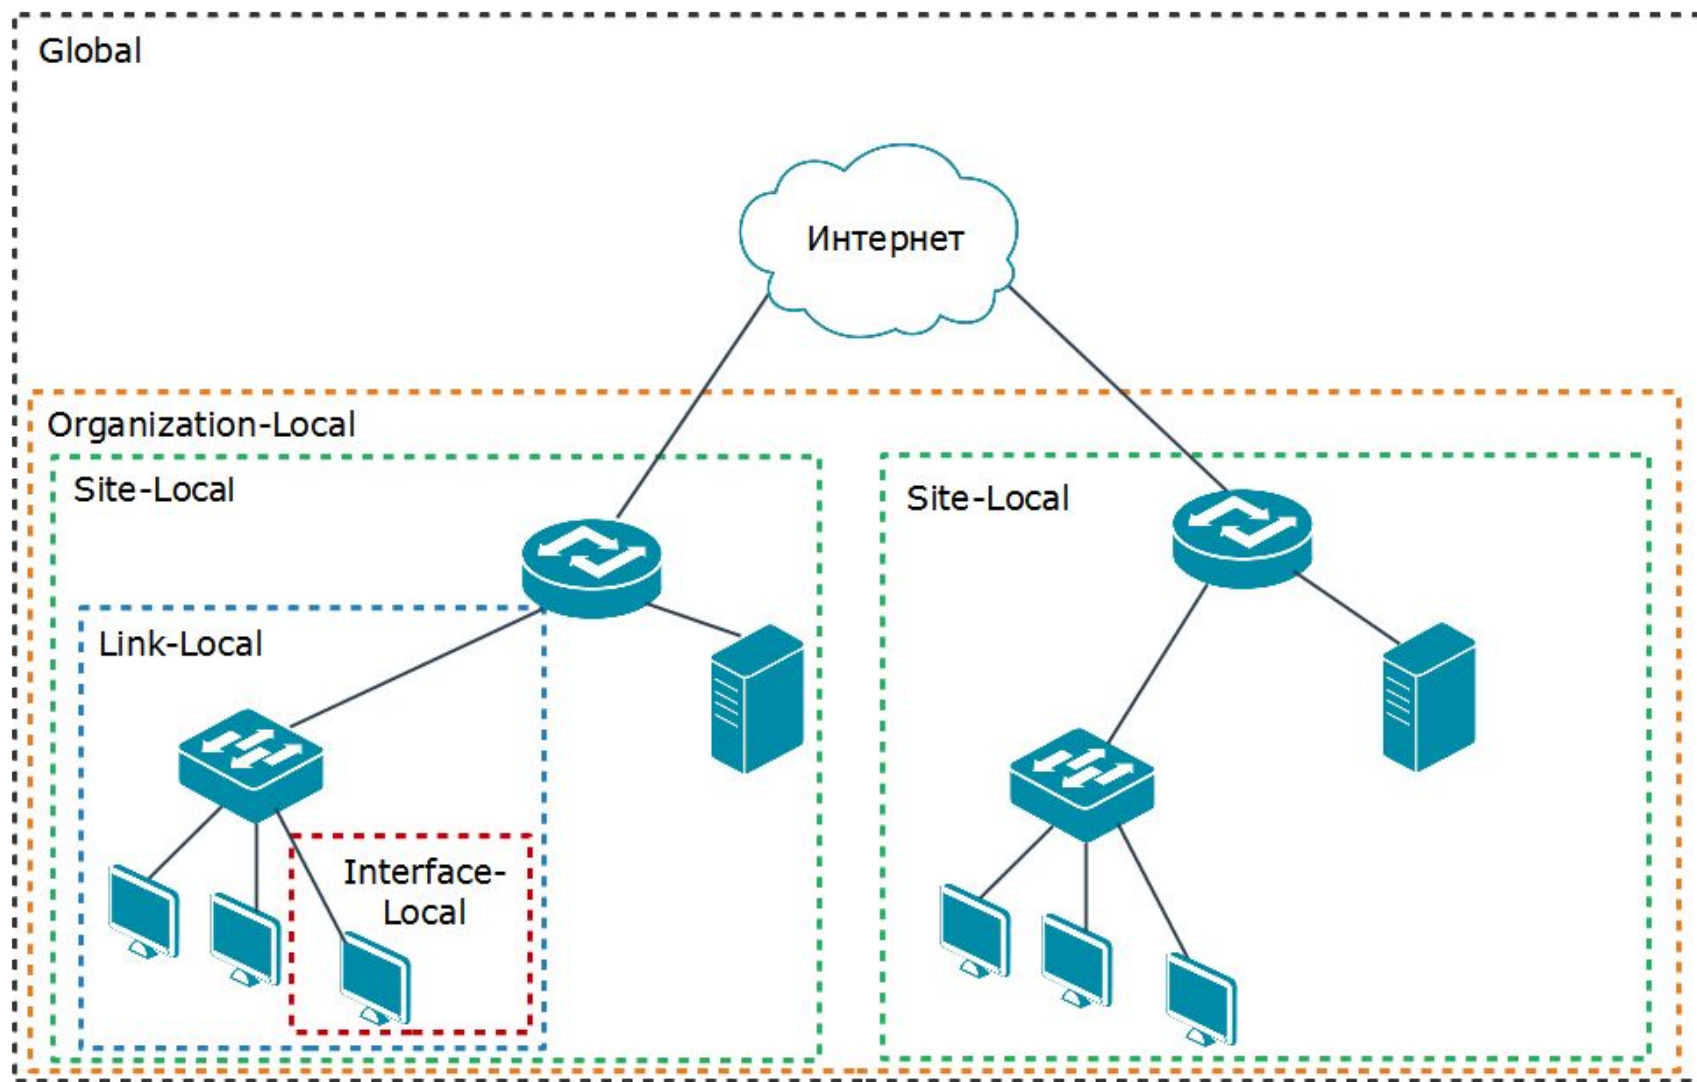 Global
Интернет
Organization-Local
Site-Local
Site-Local
Link-Local
Interface-
Local